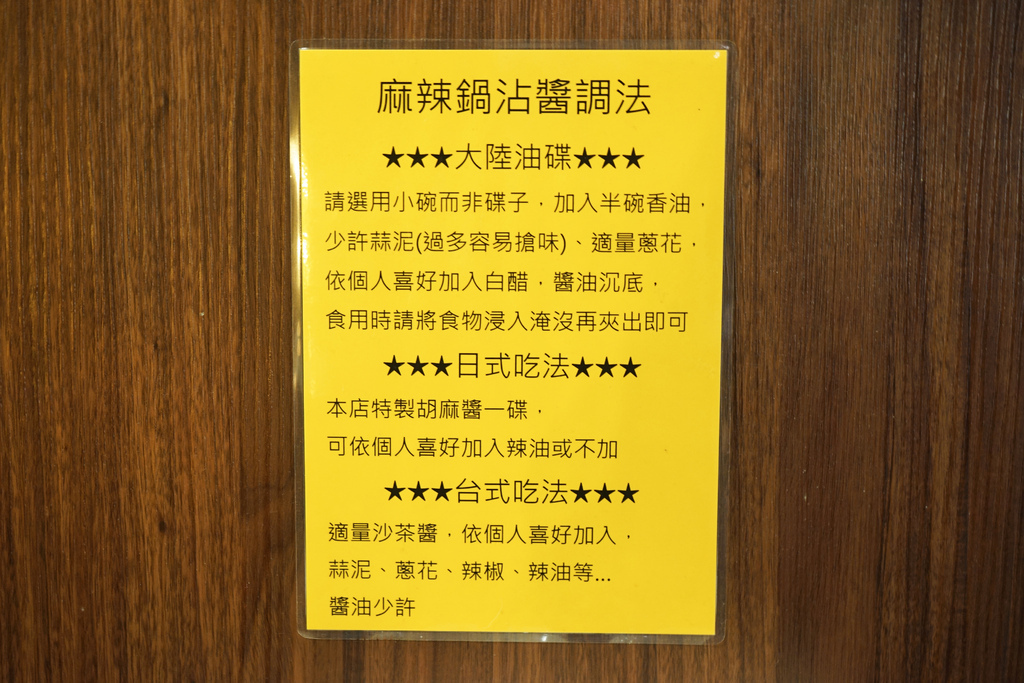 麻辣鍋沾醬調法
★★★大陸油碟★★★
請選用小碗而非碟子，加入半碗香油，
少許蒜泥(過多容易搶味)、適量蔥花，
依個人喜好加入白醋，醬油沉底，
食用時請將食物浸入淹沒再夾出即可
★★★日式吃法★★★
本店特製胡麻醬一碟，
可依個人喜好加入辣油或不加
★★★台式吃法★★★
適量沙茶醬，依個人喜好加入，
蒜泥、蔥花、辣椒、辣油等...
醬油少許